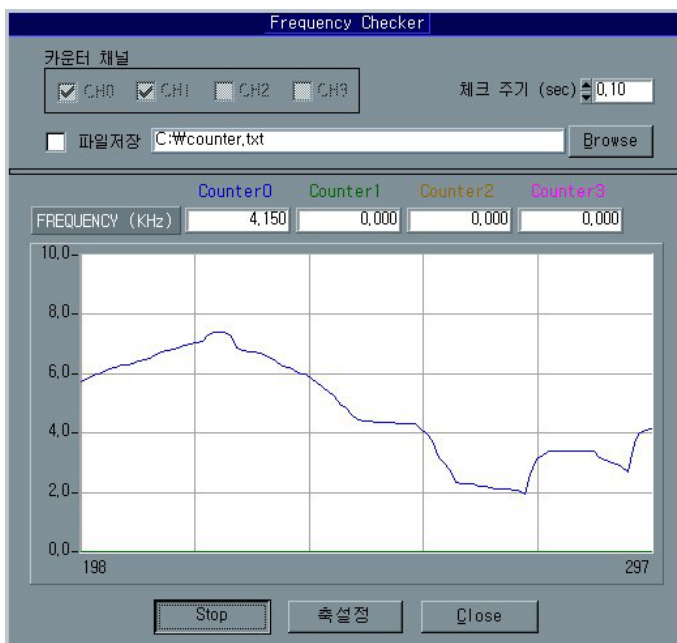 Frequency Checker
카운터 채널
CH0 CH1 CH2 CH3
체크 주기 (sec) 0,10
파일저장 C:₩counter,txt Browse
Counter0 Counter1 Counter2 Counter3
FREQUENCY (KHz) 4,150 0,000 0,000 0,000
10,0
8,0
6,0
4,0
2,0
0,0
198 297
Stop 축설정 Close